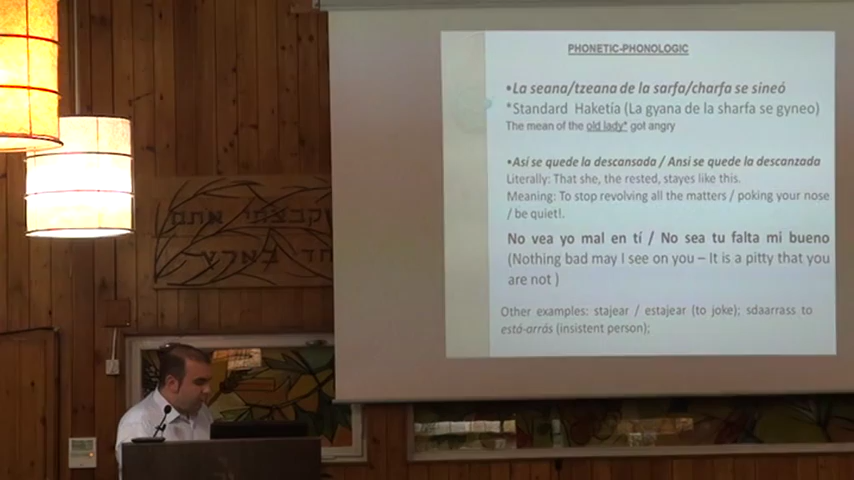 PHONETIC-PHONOLOGIC
•La seana/tzeana de la sarfa/charfa se sineó
*Standard Haketía (La gyana de la sharfa se gyneo)
The mean of the old lady* got angry
•Así se quede la descansada / Ansi se quede la descanzada
Literally: That she, the rested, stayes like this.
Meaning: To stop revolving all the matters / poking your nose
/ be quiet!.
No vea yo mal en tí / No sea tu falta mi bueno
(Nothing bad may I see on you – It is a pitty that you
are not )
Other examples: stajear / estajear (to joke); sdaarrass to
está-arrás (insistent person);
וקבצתי אתם
חד בארץ